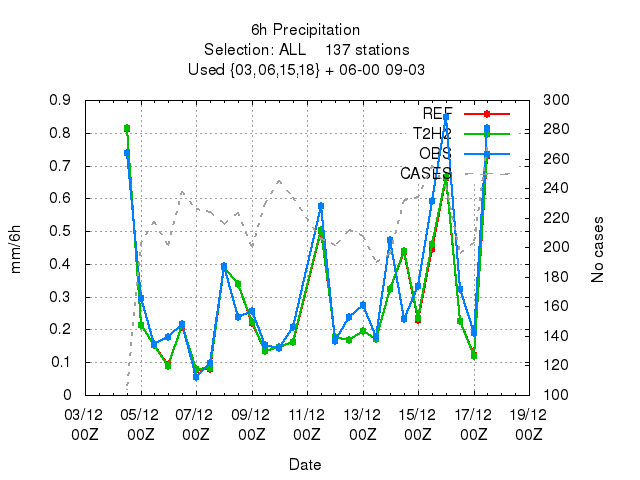 6h Precipitation
Selection: ALL    137 stations
Used {03,06,15,18} + 06-00 09-03
0.9
0.8
0.7
0.6
0.5
0.4
0.3
0.2
0.1
0
mm/6h
300
280
260
240
220
200
180
160
140
120
100
No cases
REF
T2H2
OBS
CASES
03/12 05/12 07/12 09/12 11/12 13/12 15/12 17/12 19/12
00Z 00Z 00Z 00Z 00Z 00Z 00Z 00Z 00Z
Date